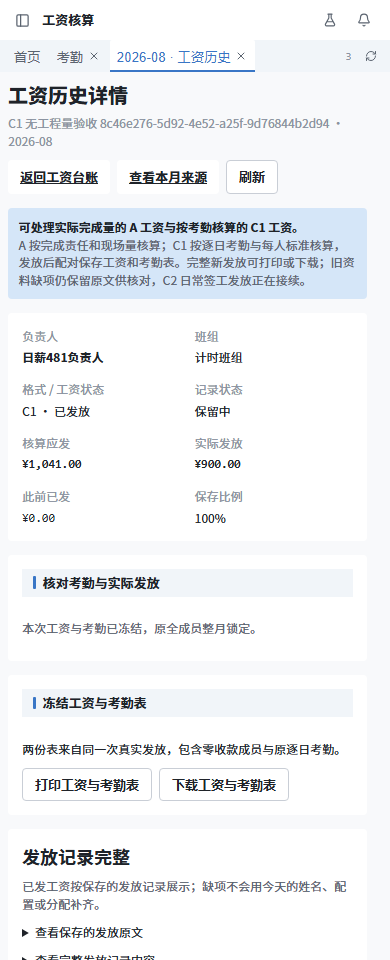 工资核算
首页 考勤 × 2026-08 · 工资历史 × 3
工资历史详情
C1 无工程量验收 8c46e276-5d92-4e52-a25f-9d76844b2d94 ·
2026-08
返回工资台账 查看本月来源 刷新
可处理实际完成量的 A 工资与按考勤核算的 C1 工资。
A 按完成责任和现场量核算；C1 按逐日考勤与每人标准核算，
发放后配对保存工资和考勤表。完整新发放可打印或下载；旧资
料缺项仍保留原文供核对，C2 日常签工发放正在接续。
负责人 班组
日薪481负责人 计时班组
格式 / 工资状态 记录状态
C1 · 已发放 保留中
核算应发 实际发放
¥1,041.00 ¥900.00
此前已发 保存比例
¥0.00 100%
核对考勤与实际发放
本次工资与考勤已冻结，原全成员整月锁定。
冻结工资与考勤表
两份表来自同一次真实发放，包含零收款成员与原逐日考勤。
打印工资与考勤表 下载工资与考勤表
发放记录完整
已发工资按保存的发放记录展示；缺项不会用今天的姓名、配
置或分配补齐。
▶ 查看保存的发放原文
▶ 查看完整发放记录内容